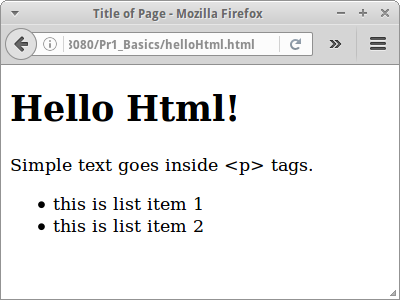 Title of Page - Mozilla Firefox
8080/Pr1_Basics/helloHtml.html
Hello Html!
Simple text goes inside <p> tags.
this is list item 1
this is list item 2